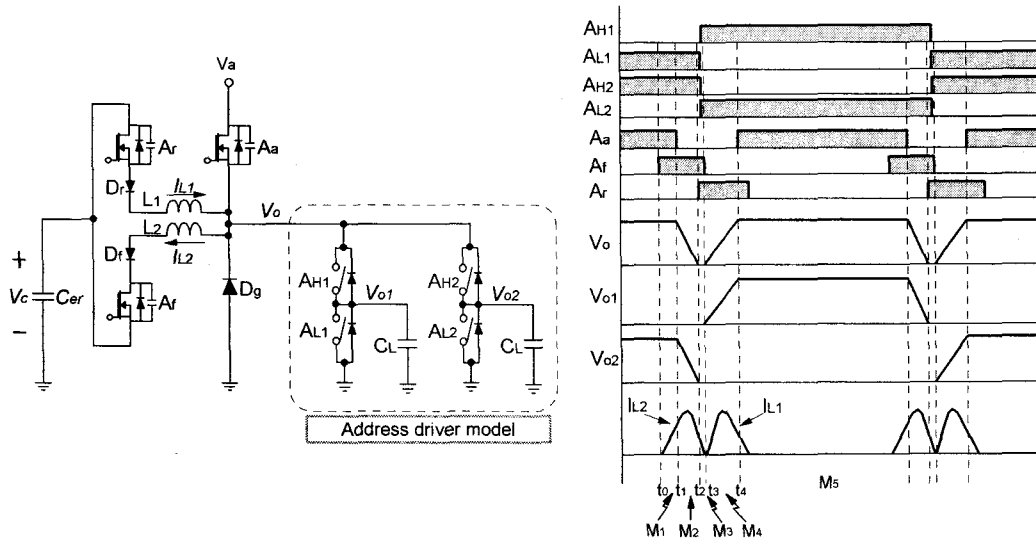 Va
Ar
Aa
Dr
L1
IL1
L2
IL2
Vo
Df
Af
Dg
+
Vc
−
Cer
AH1
Vo1
AL1
CL
AH2
Vo2
AL2
CL
Address driver model
AH1
AL1
AH2
AL2
Aa
Af
Ar
Vo
Vo1
Vo2
IL2
IL1
t0 t1 t2 t3 t4
M5
M1 M2 M3 M4